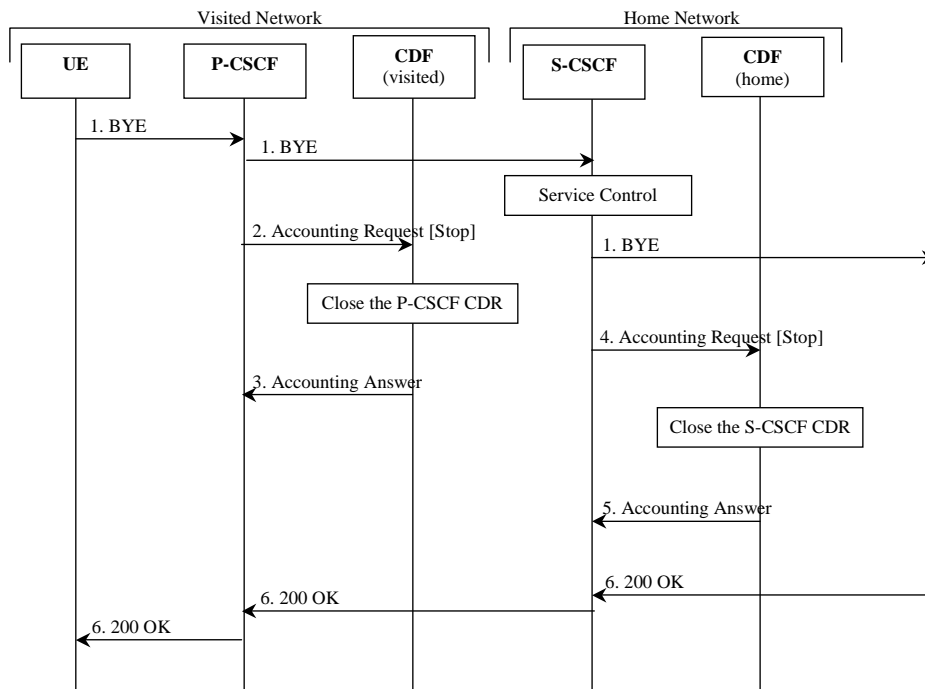 Visited Network
Home Network
UE
P-CSCF
CDF
(visited)
S-CSCF
CDF
(home)
1. BYE
1. BYE
Service Control
2. Accounting Request [Stop]
1. BYE
Close the P-CSCF CDR
4. Accounting Request [Stop]
3. Accounting Answer
Close the S-CSCF CDR
5. Accounting Answer
6. 200 OK
6. 200 OK
6. 200 OK